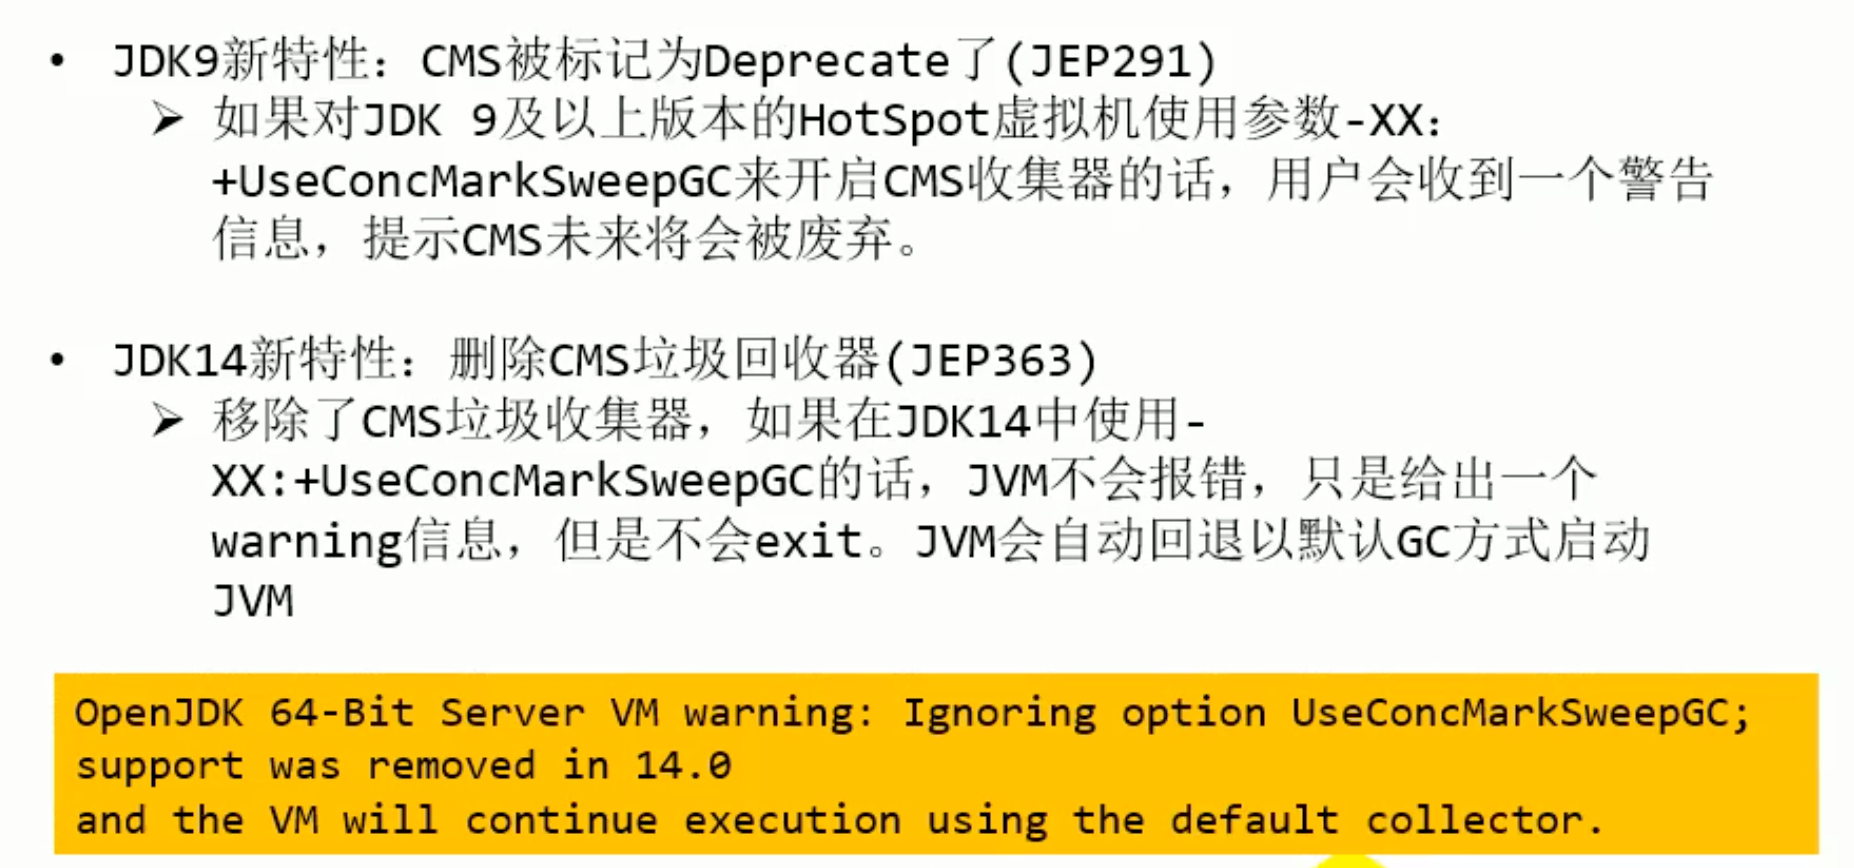 • JDK9新特性：CMS被标记为Deprecate了(JEP291)
➢ 如果对JDK 9及以上版本的HotSpot虚拟机使用参数-XX：
+UseConcMarkSweepGC来开启CMS收集器的话，用户会收到一个警告
信息，提示CMS未来将会被废弃。
• JDK14新特性：删除CMS垃圾回收器(JEP363)
➢ 移除了CMS垃圾收集器，如果在JDK14中使用-
XX:+UseConcMarkSweepGC的话，JVM不会报错，只是给出一个
warning信息，但是不会exit。JVM会自动回退以默认GC方式启动
JVM
OpenJDK 64-Bit Server VM warning: Ignoring option UseConcMarkSweepGC;
support was removed in 14.0
and the VM will continue execution using the default collector.